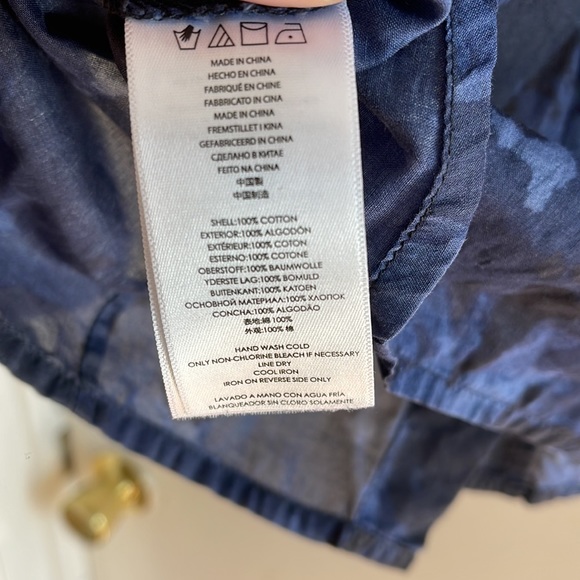 MADE IN CHINA
HECHO EN CHINA
FABRIQUÉ EN CHINE
FABBRICATO IN CINA
MADE IN CHINA
FREMSTILLET I KINA
GEFABRICEERD IN CHINA
СДЕЛАНО В КИТАЕ
FEITO NA CHINA
中国製
中国制造
SHELL:100% COTTON
EXTERIOR:100% ALGODÓN
EXTÉRIEUR:100% COTON
ESTERNO:100% COTONE
OBERSTOFF:100% BAUMWOLLE
YDERSTE LAG:100% BOMULD
BUITENKANT:100% KATOEN
ОСНОВНОЙ МАТЕРИАЛ:100% ХЛОПОК
CONCHA:100% ALGODÃO
表地:綿 100%
外观:100% 棉
HAND WASH COLD
ONLY NON-CHLORINE BLEACH IF NECESSARY
LINE DRY
COOL IRON
IRON ON REVERSE SIDE ONLY
LAVADO A MANO CON AGUA FRÍA
BLANQUEADOR SIN CLORO SOLAMENTE